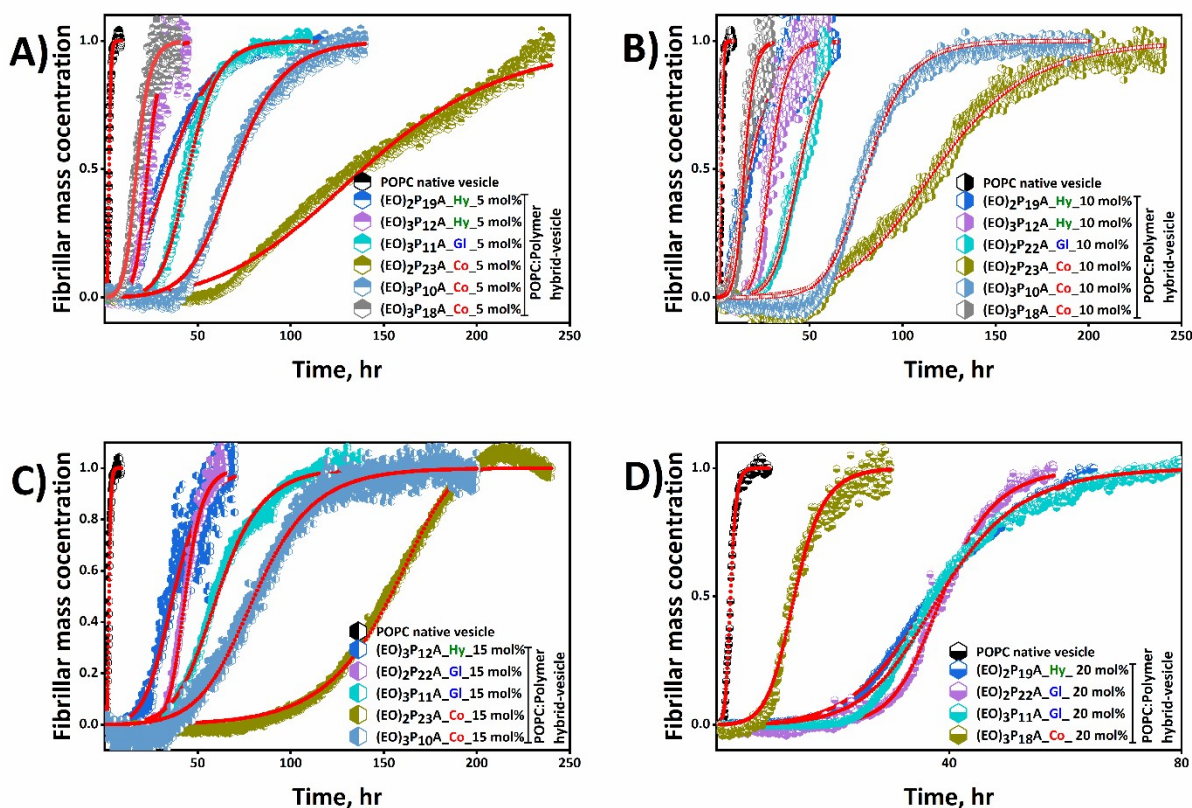 A)
Fibrillar mass cocentration
1.0
0.5
0.0
50
100
150
200
250
Time, hr
POPC native vesicle
(EO)2P19A_Hy_5 mol%
(EO)3P12A_Hy_5 mol%
(EO)3P11A_Gl_5 mol%
(EO)2P23A_Co_5 mol%
(EO)3P10A_Co_5 mol%
(EO)3P18A_Co_5 mol%
POPC:Polymer
hybrid-vesicle
B)
Fibrillar mass cocentration
1.0
0.5
0.0
50
100
150
200
250
Time, hr
POPC native vesicle
(EO)2P19A_Hy_10 mol%
(EO)3P12A_Hy_10 mol%
(EO)2P22A_Gl_10 mol%
(EO)2P23A_Co_10 mol%
(EO)3P10A_Co_10 mol%
(EO)3P18A_Co_10 mol%
POPC:Polymer
hybrid-vesicle
C)
Fibrillar mass cocentration
1.0
0.8
0.6
0.4
0.2
0.0
50
100
150
200
250
Time, hr
POPC native vesicle
(EO)3P12A_Hy_15 mol%
(EO)2P22A_Gl_15 mol%
(EO)3P11A_Gl_15 mol%
(EO)2P23A_Co_15 mol%
(EO)3P10A_Co_15 mol%
POPC:Polymer
hybrid-vesicle
D)
Fibrillar mass cocentration
1.0
0.5
0.0
40
80
Time, hr
POPC native vesicle
(EO)2P19A_Hy_ 20 mol%
(EO)2P22A_Gl_ 20 mol%
(EO)3P11A_Gl_ 20 mol%
(EO)3P18A_Co_ 20 mol%
POPC:Polymer
hybrid-vesicle